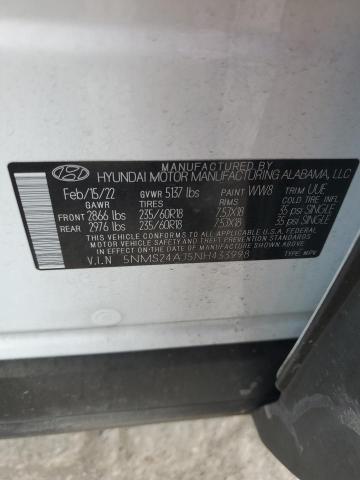 MANUFACTURED BY
HYUNDAI MOTOR MANUFACTURING ALABAMA, LLC
Feb/15/22 GVWR 5137 lbs PAINT WW8 TRIM UUE
GAWR TIRES RIMS COLD TIRE INFL
FRONT 2866 lbs 235/60R18 7.5JX18 35 PSI SINGLE
REAR 2976 lbs 235/60R18 7.5JX18 35 PSI SINGLE
THIS VEHICLE CONFORMS TO ALL APPLICABLE U.S.A. FEDERAL MOTOR
VEHICLE SAFETY, BUMPER, AND THEFT PREVENTION STANDARDS
IN EFFECT ON THE DATE OF MANUFACTURE SHOWN ABOVE.
V.I.N 5NMS24AJ5NH433998 TYPE: MPV